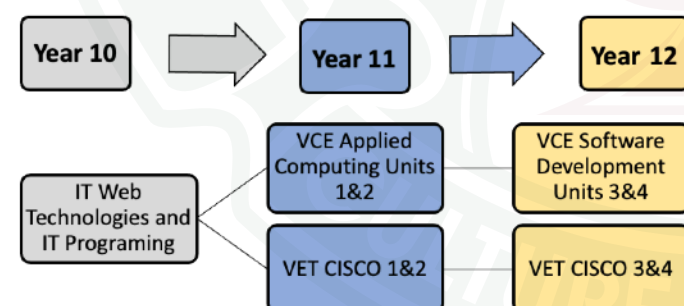 Year 10
Year 11
Year 12
IT Web
Technologies and
IT Programing
VCE Applied
Computing Units
1&2
VCE Software
Development
Units 3&4
VET CISCO 1&2
VET CISCO 3&4